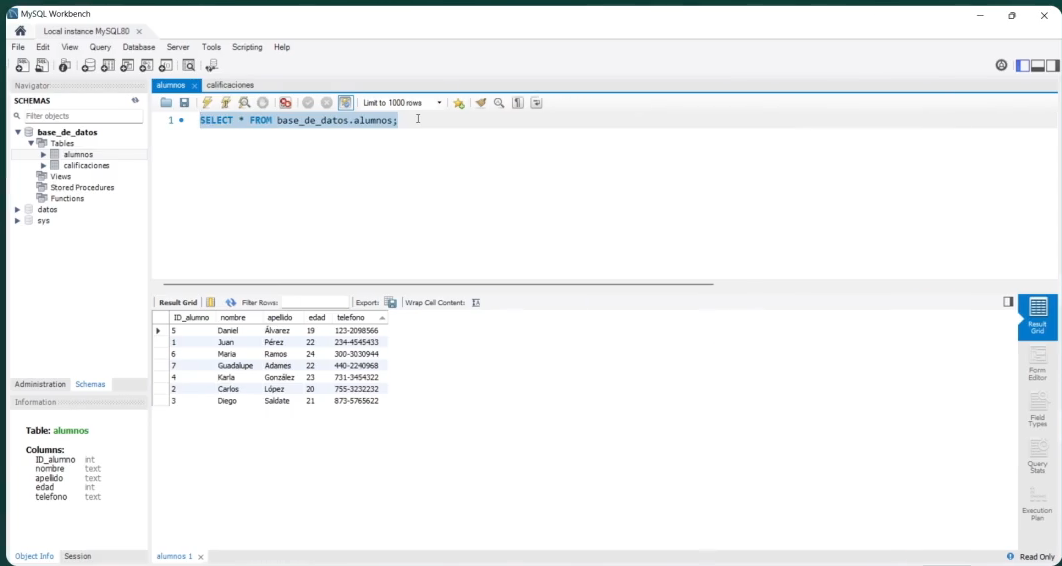 MySQL Workbench
Local instance MySQL80 ×
File Edit View Query Database Server Tools Scripting Help
Navigator
SCHEMAS
Filter objects
base_de_datos
Tables
alumnos
calificaciones
Views
Stored Procedures
Functions
datos
sys
Administration Schemas
Information
Table: alumnos
Columns:
ID_alumno int
nombre text
apellido text
edad int
telefono text
Object Info Session
alumnos × calificaciones
Limit to 1000 rows
1 SELECT * FROM base_de_datos.alumnos;
Result Grid Filter Rows: Export: Wrap Cell Content:
ID_alumno nombre apellido edad telefono
5 Daniel Álvarez 19 123-2098566
1 Juan Pérez 22 234-4545433
6 Maria Ramos 24 300-3030944
7 Guadalupe Adames 22 440-2240968
4 Karla González 23 731-3454322
2 Carlos López 20 755-3232232
3 Diego Saldate 21 873-5765622
Result
Grid
Form
Editor
Field
Types
Query
Stats
Execution
Plan
alumnos 1 ×
Read Only